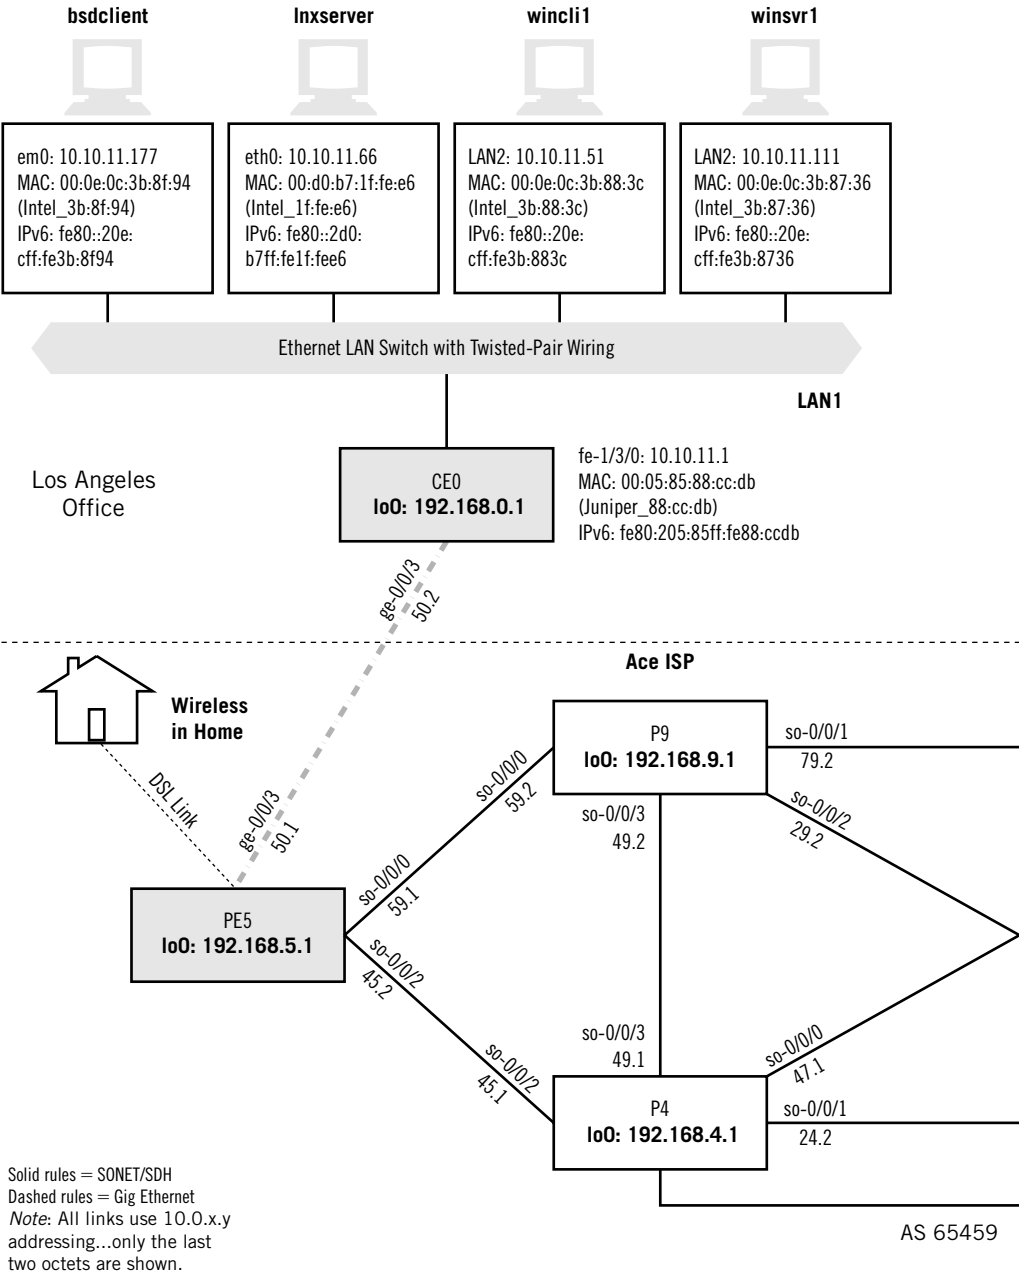 bsdclient
lnxserver
wincli1
winsvr1
em0: 10.10.11.177
MAC: 00:0e:0c:3b:8f:94
(Intel_3b:8f:94)
IPv6: fe80::20e:
cff:fe3b:8f94
eth0: 10.10.11.66
MAC: 00:d0:b7:1f:fe:e6
(Intel_1f:fe:e6)
IPv6: fe80::2d0:
b7ff:fe1f:fee6
LAN2: 10.10.11.51
MAC: 00:0e:0c:3b:88:3c
(Intel_3b:88:3c)
IPv6: fe80::20e:
cff:fe3b:883c
LAN2: 10.10.11.111
MAC: 00:0e:0c:3b:87:36
(Intel_3b:87:36)
IPv6: fe80::20e:
cff:fe3b:8736
Ethernet LAN Switch with Twisted-Pair Wiring
LAN1
Los Angeles
Office
CE0
lo0: 192.168.0.1
fe-1/3/0: 10.10.11.1
MAC: 00:05:85:88:cc:db
(Juniper_88:cc:db)
IPv6: fe80:205:85ff:fe88:ccdb
ge-0/0/3
50.2
Ace ISP
Wireless
in Home
DSL Link
ge-0/0/3
50.1
P9
lo0: 192.168.9.1
so-0/0/1
79.2
so-0/0/0
59.2
so-0/0/3
49.2
so-0/0/2
29.2
so-0/0/0
59.1
PE5
lo0: 192.168.5.1
so-0/0/2
45.2
so-0/0/2
45.1
so-0/0/3
49.1
so-0/0/0
47.1
P4
lo0: 192.168.4.1
so-0/0/1
24.2
Solid rules = SONET/SDH
Dashed rules = Gig Ethernet
Note: All links use 10.0.x.y
addressing...only the last
two octets are shown.
AS 65459